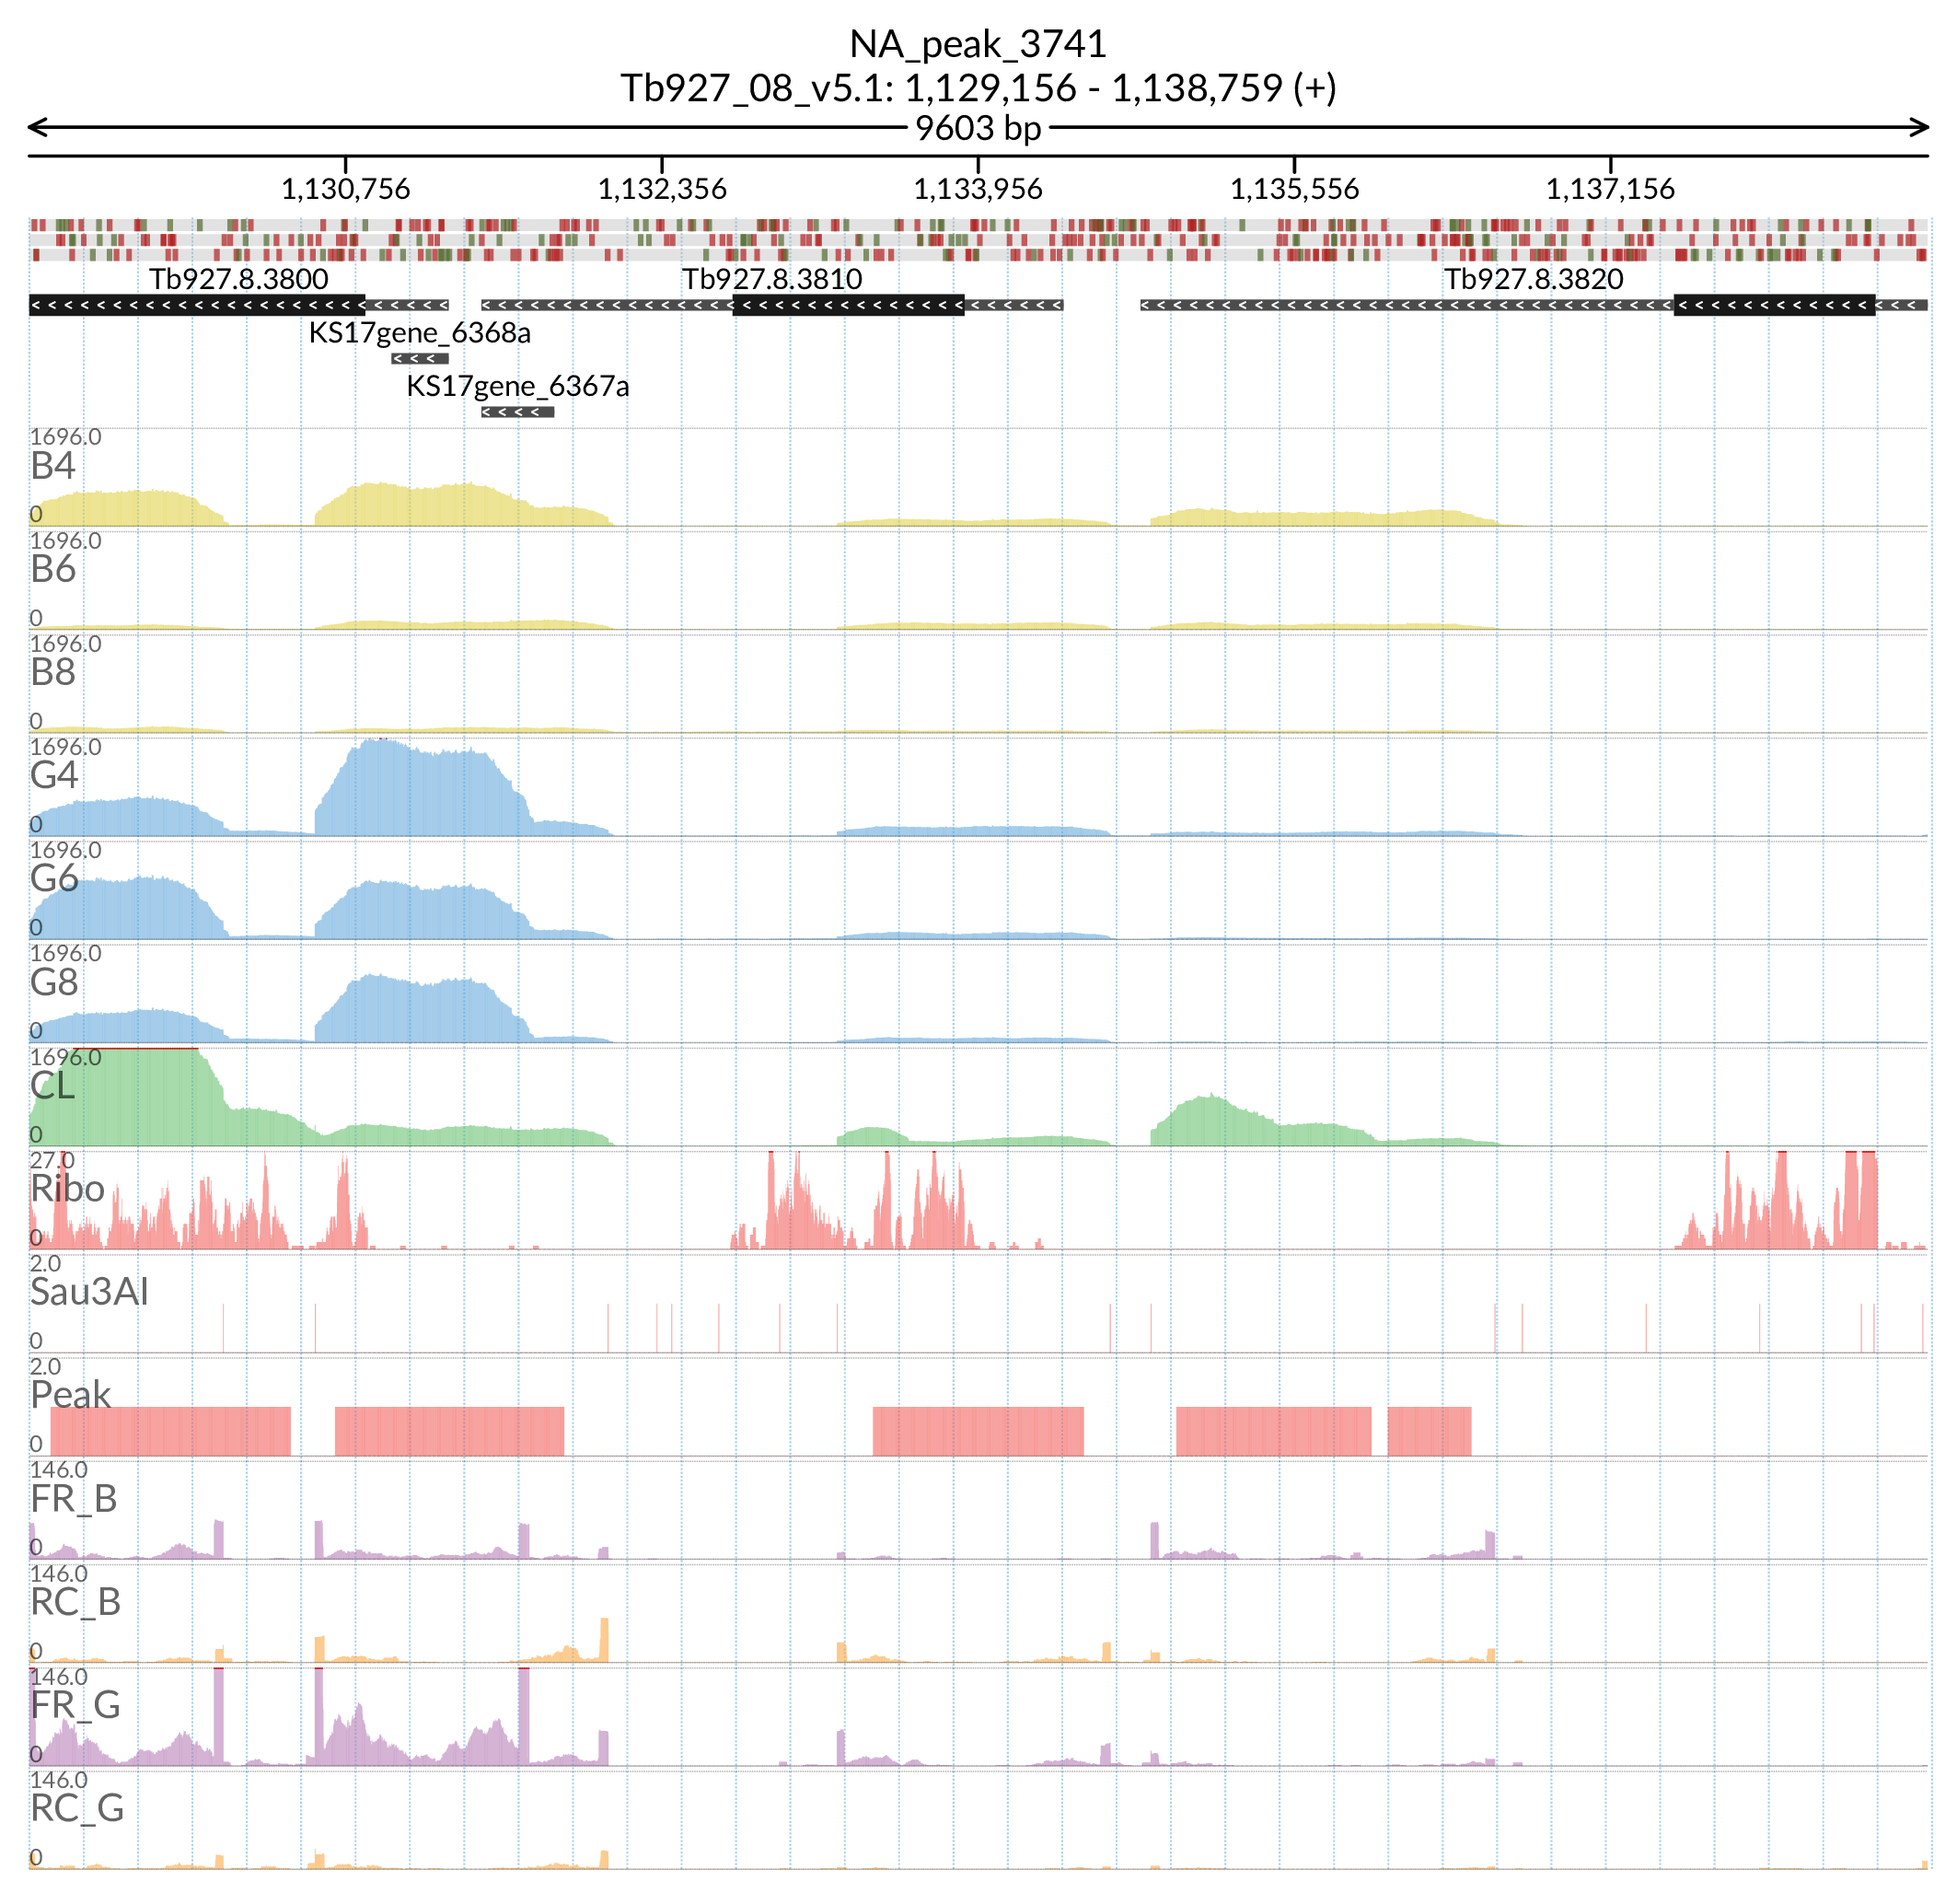 NA_peak_3741
Tb927_08_v5.1: 1,129,156 - 1,138,759 (+)
9603 bp
1,130,756 1,132,356 1,133,956 1,135,556 1,137,156
Tb927.8.3800 Tb927.8.3810 Tb927.8.3820
KS17gene_6368a
KS17gene_6367a
1696.0
B4
0
1696.0
B6
0
1696.0
B8
0
1696.0
G4
0
1696.0
G6
0
1696.0
G8
0
1696.0
CL
0
27.0
Ribo
0
2.0
Sau3AI
0
2.0
Peak
0
146.0
FR_B
0
146.0
RC_B
0
146.0
FR_G
0
146.0
RC_G
0